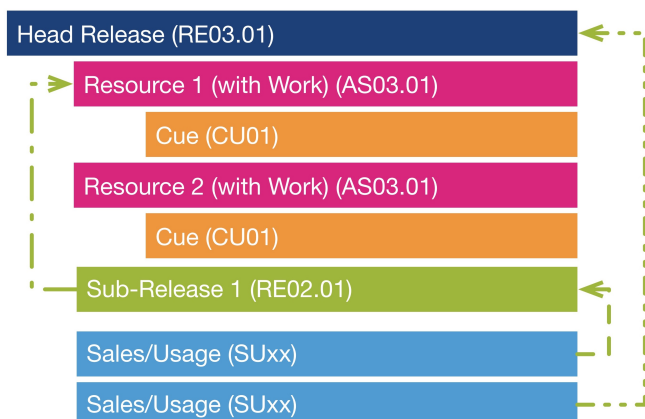 Head Release (RE03.01)
Resource 1 (with Work) (AS03.01)
Cue (CU01)
Resource 2 (with Work) (AS03.01)
Cue (CU01)
Sub-Release 1 (RE02.01)
Sales/Usage (SUxx)
Sales/Usage (SUxx)